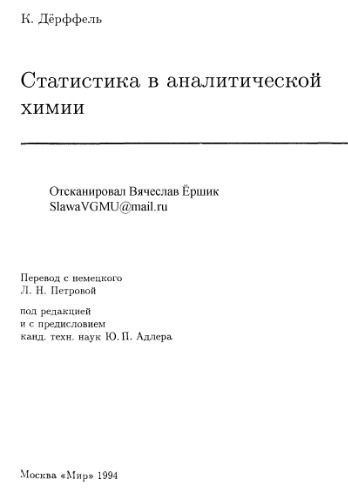 К. Дёрффель
Статистика в аналитической
химии
Отсканировал Вячеслав Ёршик
SlawaVGMU@mail.ru
Перевод с немецкого
Л. Н. Петровой
под редакцией
и с предисловием
канд. техн. наук Ю. П. Адлера
Москва «Мир» 1994